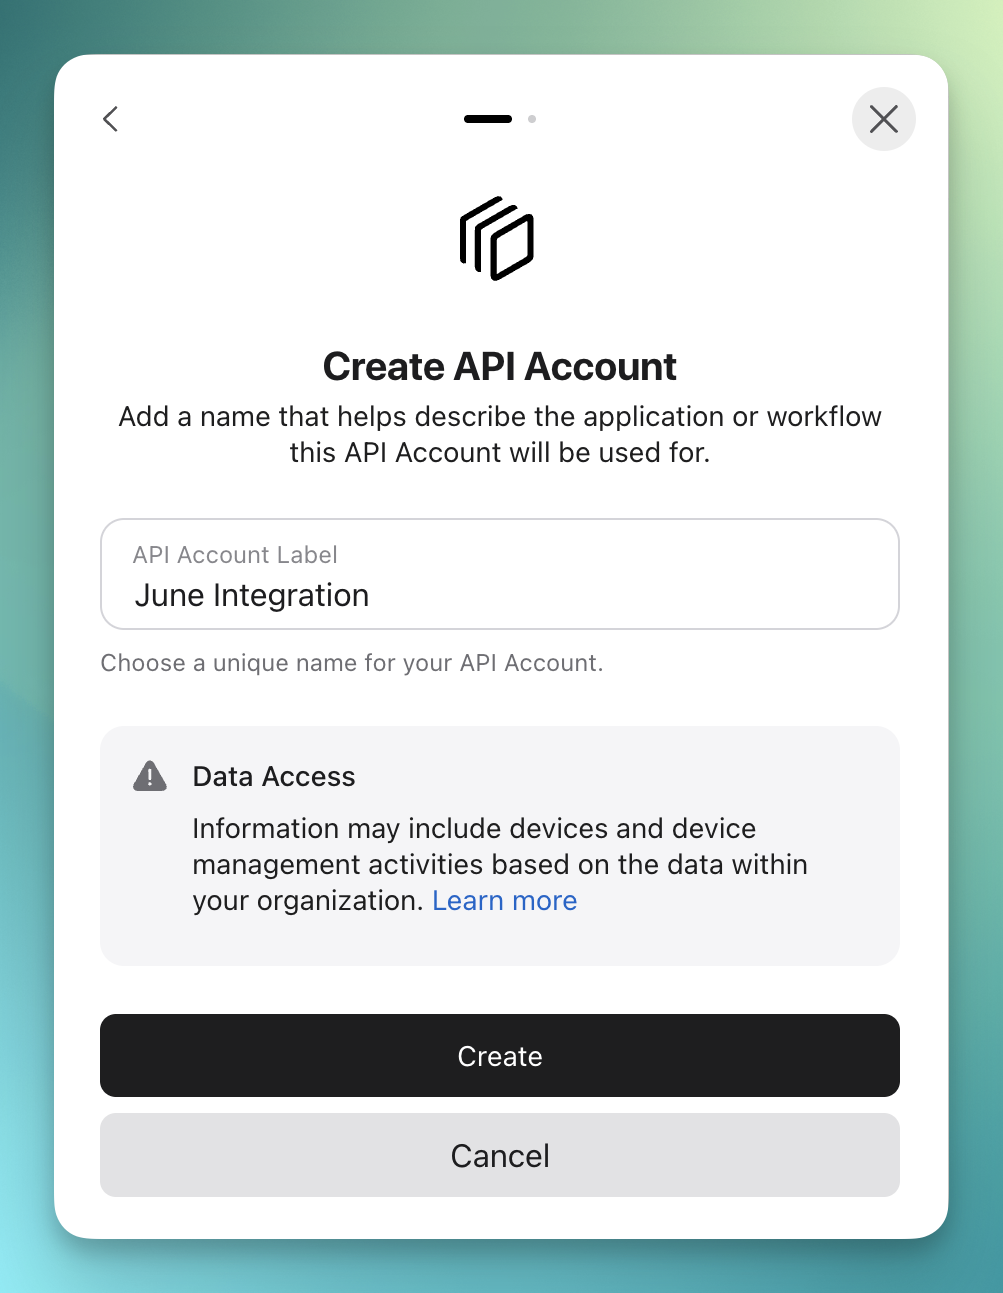 Create API Account
Add a name that helps describe the application or workflow
this API Account will be used for.
API Account Label
June Integration
Choose a unique name for your API Account.
Data Access
Information may include devices and device
management activities based on the data within
your organization. Learn more
Create
Cancel